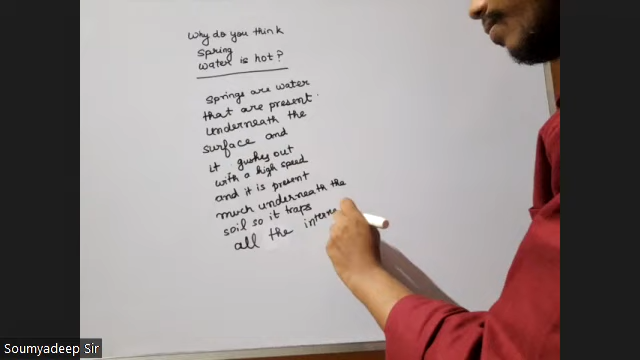 Why do you think
Spring
water is hot?
Springs are water
that are present
underneath the
surface and
it gushes out
with a high speed
and it is present
much underneath the
soil so it traps
all the
Soumyadeep Sir